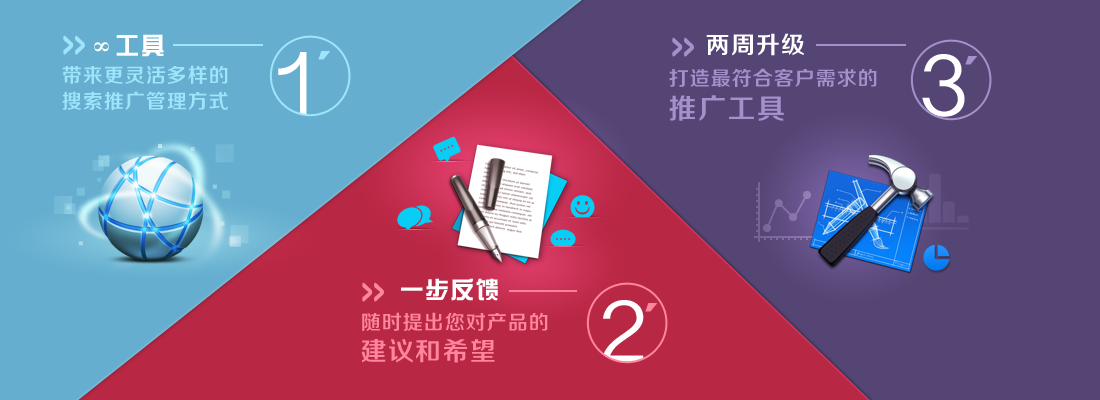 ∞ 工具
1
带来更灵活多样的
搜索推广管理方式
一步反馈
2
随时提出您对产品的
建议和希望
两周升级
3
打造最符合客户需求的
推广工具